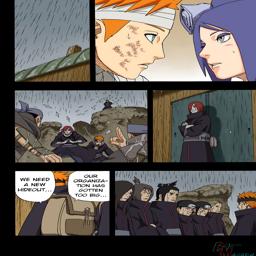 WE NEED
A NEW
HIDEOUT...
OUR
ORGANIZA-
TION HAS
GOTTEN
TOO BIG...